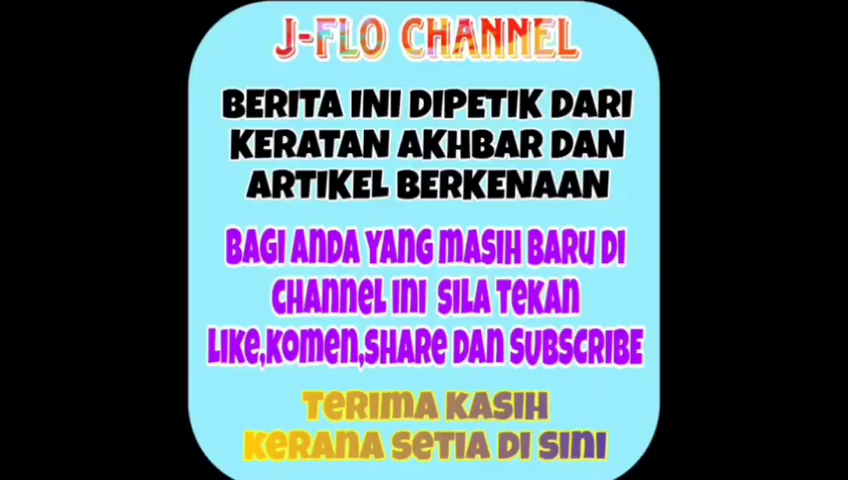 J-FLO CHANNEL
BERITA INI DIPETIK DARI
KERATAN AKHBAR DAN
ARTIKEL BERKENAAN
BAGI ANDA YANG MASIH BARU DI
CHANNEL INI SILA TEKAN
LIKE,KOMEN,SHARE DAN SUBSCRIBE
TERIMA KASIH
KERANA SETIA DI SINI